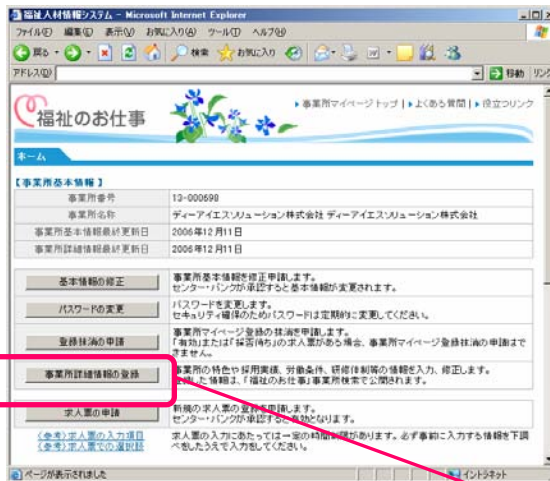 福祉人材情報システム - Microsoft Internet Explorer
ファイル(F) 編集(E) 表示(V) お気に入り(A) ツール(T) ヘルプ(H)
戻る 検索 お気に入り
アドレス(D) 移動 リンク
福祉のお仕事
事業所マイページトップ | よくある質問 | 役立つリンク
ホーム
【事業所基本情報】
事業所番号 13-000698
事業所名称 ディーアイエスソリューション株式会社 ディーアイエスソリューション株式会社
事業所基本情報最終更新日 2006年12月11日
事業所詳細情報最終更新日 2006年12月11日
基本情報の修正 事業所基本情報を修正申請します。
センター・バンクが承認すると基本情報が変更されます。
パスワードの変更 パスワードを変更します。
セキュリティ確保のためパスワードは定期的に変更してください。
登録抹消の申請 事業所マイページ登録の抹消を申請します。
「有効」または「採否待ち」の求人票がある場合、事業所マイページ登録抹消の申請まで
きません。
事業所詳細情報の登録 事業所の特色や採用実績、労働条件、研修体制等の情報を入力、修正します。
した情報は、「福祉のお仕事」事業所検索で公開されます。
求人票の申請 新規の求人票の登録を申請します。
センター・バンクが承認すると有効となります。
(参考)求人票の入力項目 求人票の入力にあたっては一定の時間制限があります。必ず事前に入力する情報を下調
(参考)求人票での選択肢 べをしたうえで入力をしてください。
ページが表示されました イントラネット